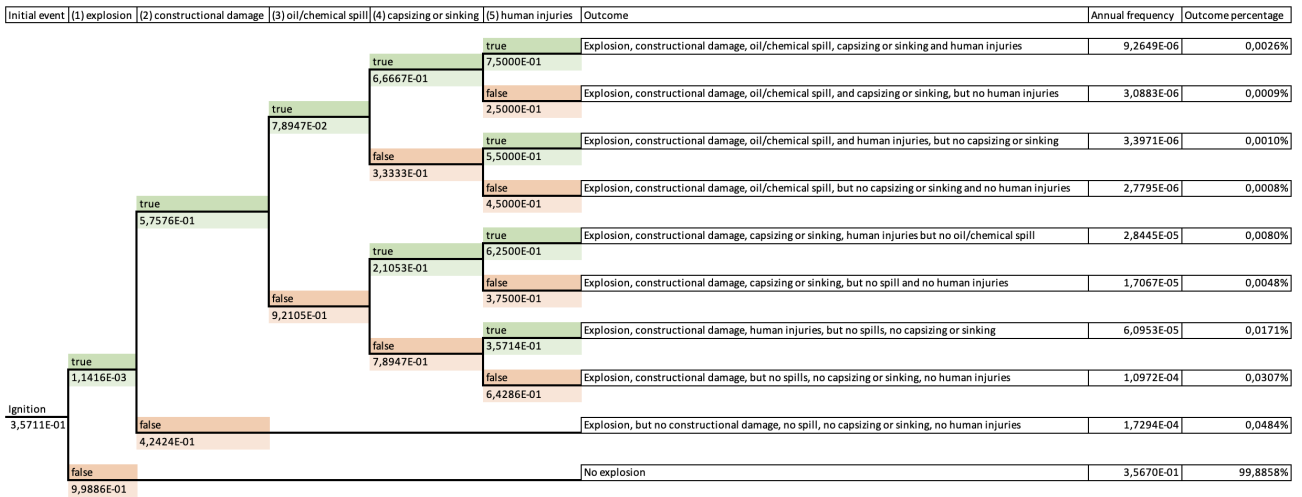 Initial event (1) explosion (2) constructional damage (3) oil/chemical spill (4) capsizing or sinking (5) human injuries Outcome Annual frequency Outcome percentage
true Explosion, constructional damage, oil/chemical spill, capsizing or sinking and human injuries 9,2649E-06 0,0026%
true 7,5000E-01
6,6667E-01
false Explosion, constructional damage, oil/chemical spill, and capsizing or sinking, but no human injuries 3,0883E-06 0,0009%
true 2,5000E-01
7,8947E-02
true Explosion, constructional damage, oil/chemical spill, and human injuries, but no capsizing or sinking 3,3971E-06 0,0010%
false 5,5000E-01
3,3333E-01
false Explosion, constructional damage, oil/chemical spill, but no capsizing or sinking and no human injuries 2,7795E-06 0,0008%
true 4,5000E-01
5,7576E-01
true Explosion, constructional damage, capsizing or sinking, human injuries but no oil/chemical spill 2,8445E-05 0,0080%
true 6,2500E-01
2,1053E-01
false Explosion, constructional damage, capsizing or sinking, but no spill and no human injuries 1,7067E-05 0,0048%
false 3,7500E-01
9,2105E-01
true Explosion, constructional damage, human injuries, but no spills, no capsizing or sinking 6,0953E-05 0,0171%
false 3,5714E-01
true 7,8947E-01
1,1416E-03 false Explosion, constructional damage, but no spills, no capsizing or sinking, no human injuries 1,0972E-04 0,0307%
6,4286E-01
Ignition
3,5711E-01 false Explosion, but no constructional damage, no spill, no capsizing or sinking, no human injuries 1,7294E-04 0,0484%
4,2424E-01
false No explosion 3,5670E-01 99,8858%
9,9886E-01